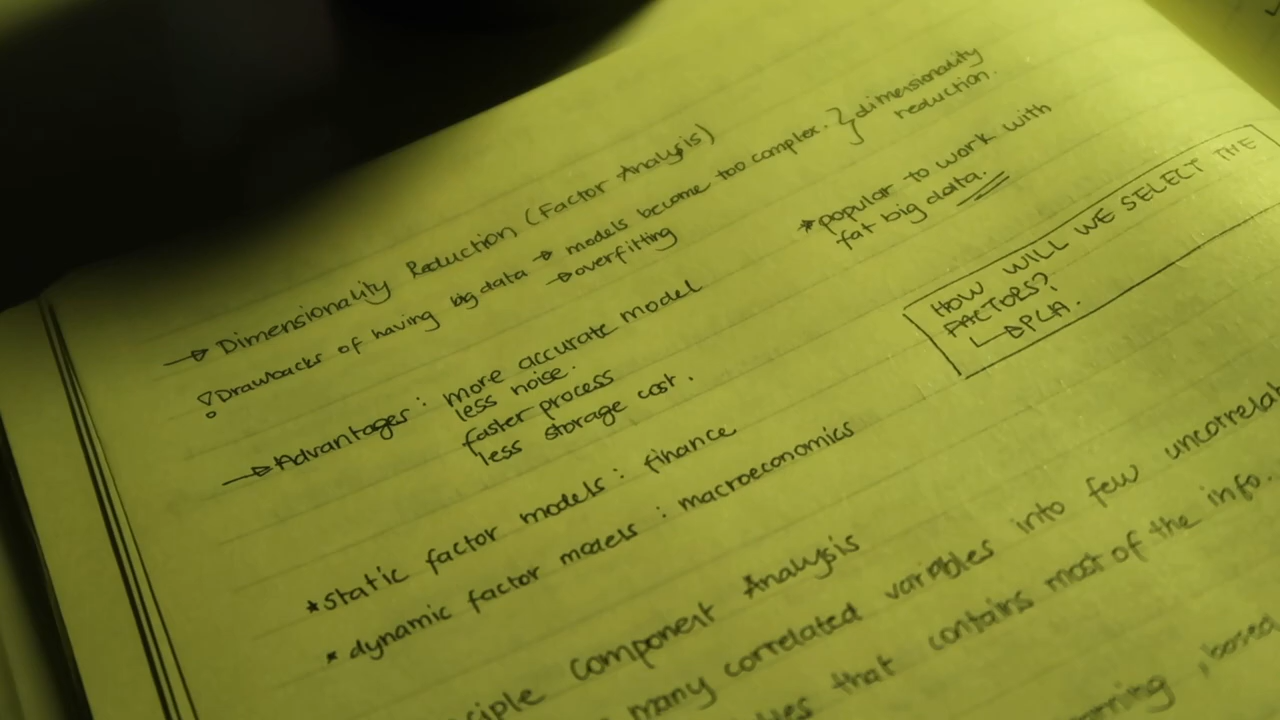 → Dimensionality Reduction (Factor Analysis)
! Drawbacks of having big data → models become too complex. } dimensionality reduction.
→ overfitting
* popular to work with
fat big data.
→ Advantages : more accurate model
less noise.
faster process
less storage cost.
HOW WILL WE SELECT THE
FACTORS?
↳ PCA.
* static factor models : finance
* dynamic factor models : macroeconomics
Component Analysis
many correlated variables into few
that contains most of the info.
, based